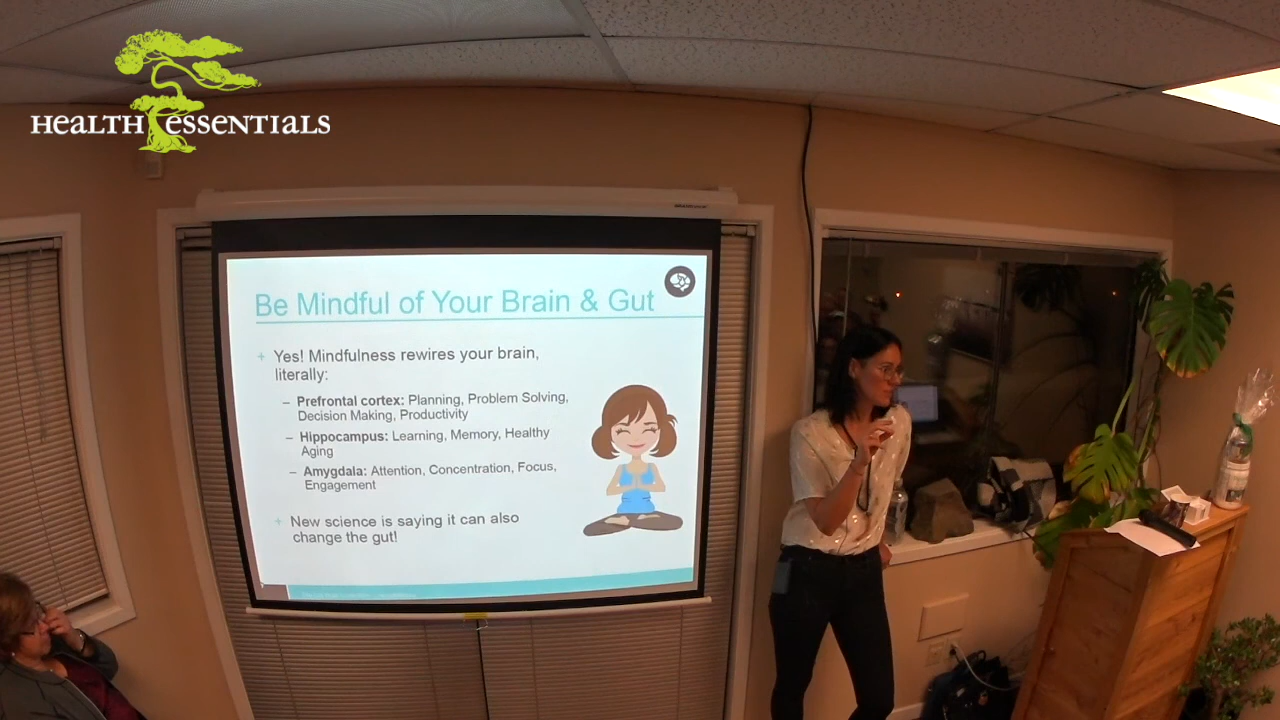 HEALTH ESSENTIALS
Be Mindful of Your Brain & Gut
+ Yes! Mindfulness rewires your brain,
literally:
– Prefrontal cortex: Planning, Problem Solving,
Decision Making, Productivity
– Hippocampus: Learning, Memory, Healthy
Aging
– Amygdala: Attention, Concentration, Focus,
Engagement
+ New science is saying it can also
change the gut!